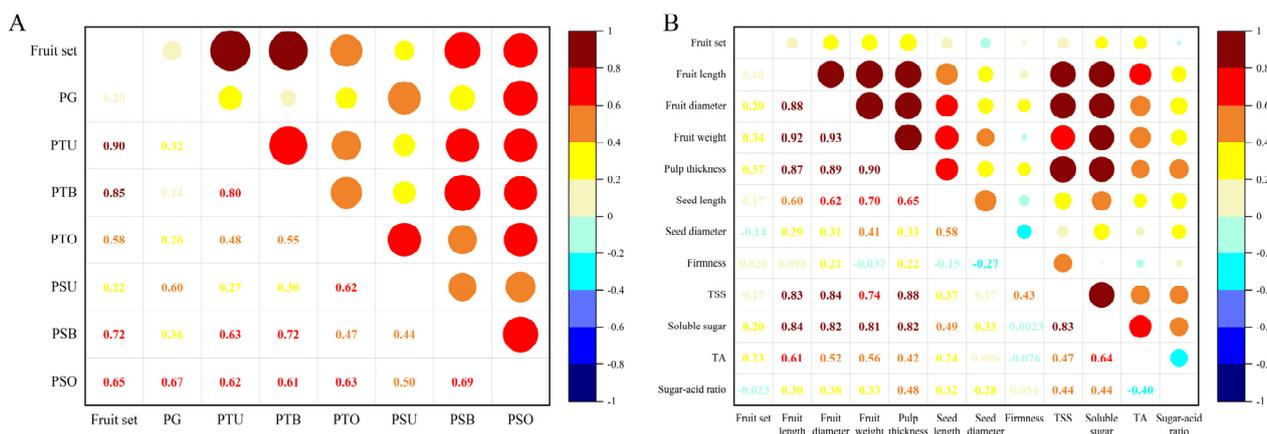 A
Fruit set
PG 0.20
PTU 0.90 0.32
PTB 0.85 0.14 0.80
PTO 0.58 0.26 0.48 0.55
PSU 0.22 0.60 0.27 0.30 0.62
PSB 0.72 0.36 0.63 0.72 0.47 0.44
PSO 0.65 0.67 0.62 0.61 0.63 0.50 0.69
Fruit set PG PTU PTB PTO PSU PSB PSO
1
0.8
0.6
0.4
0.2
0
-0.2
-0.4
-0.6
-0.8
-1
B
Fruit set
Fruit length 0.18
Fruit diameter 0.29 0.88
Fruit weight 0.34 0.92 0.93
Pulp thickness 0.37 0.87 0.89 0.90
Seed length 0.17 0.60 0.62 0.70 0.65
Seed diameter -0.14 0.29 0.31 0.41 0.33 0.58
Firmness 0.020 0.098 0.21 -0.037 0.22 -0.15 -0.27
TSS 0.17 0.83 0.84 0.74 0.88 0.37 0.17 0.43
Soluble sugar 0.20 0.84 0.82 0.81 0.82 0.49 0.33 0.0023 0.83
TA 0.23 0.61 0.52 0.56 0.42 0.24 0.096 -0.076 0.47 0.64
Sugar-acid ratio -0.023 0.30 0.38 0.33 0.48 0.32 0.28 0.054 0.44 0.44 -0.40
Fruit set Fruit Fruit Fruit Pulp Seed Seed Firmness TSS Soluble TA Sugar-acid
length diameter weight thickness length diameter sugar ratio
1
0.8
0.6
0.4
0.2
0
-0.2
-0.4
-0.6
-0.8
-1